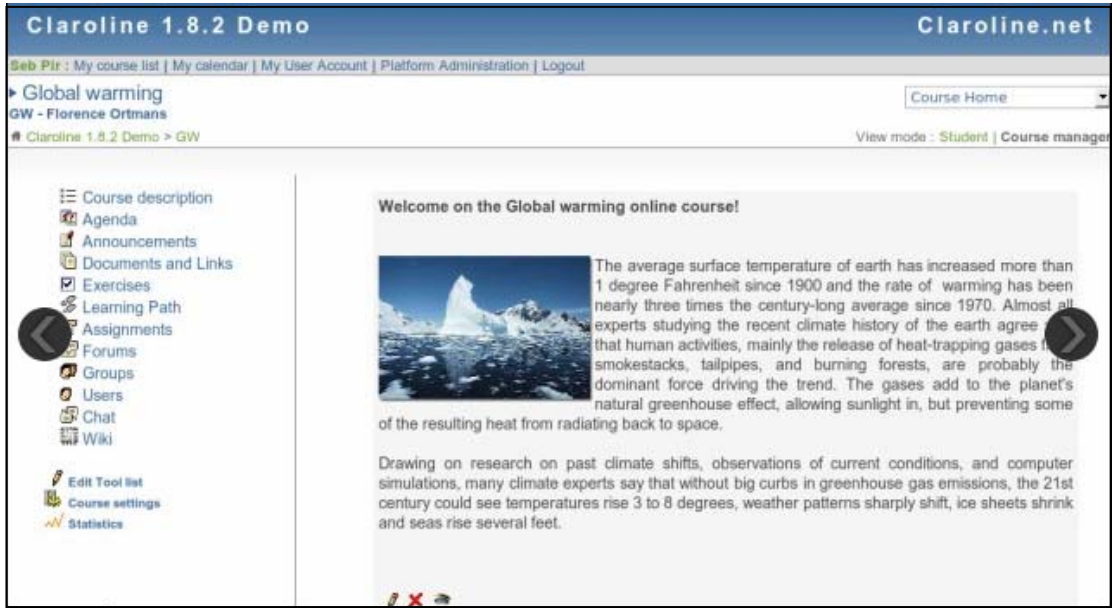 Claroline 1.8.2 Demo
Claroline.net
Seb Pir : My course list | My calendar | My User Account | Platform Administration | Logout
Global warming
GW - Florence Ortmans
Course Home
Claroline 1.8.2 Demo > GW
View mode : Student | Course manager
Course description
Agenda
Announcements
Documents and Links
Exercises
Learning Path
Assignments
Forums
Groups
Users
Chat
Wiki
Edit Tool list
Course settings
Statistics
Welcome on the Global warming online course!
The average surface temperature of earth has increased more than
1 degree Fahrenheit since 1900 and the rate of warming has been
nearly three times the century-long average since 1970. Almost all
experts studying the recent climate history of the earth agree
that human activities, mainly the release of heat-trapping gases
smokestacks, tailpipes, and burning forests, are probably the
dominant force driving the trend. The gases add to the planet's
natural greenhouse effect, allowing sunlight in, but preventing some
of the resulting heat from radiating back to space.
Drawing on research on past climate shifts, observations of current conditions, and computer
simulations, many climate experts say that without big curbs in greenhouse gas emissions, the 21st
century could see temperatures rise 3 to 8 degrees, weather patterns sharply shift, ice sheets shrink
and seas rise several feet.